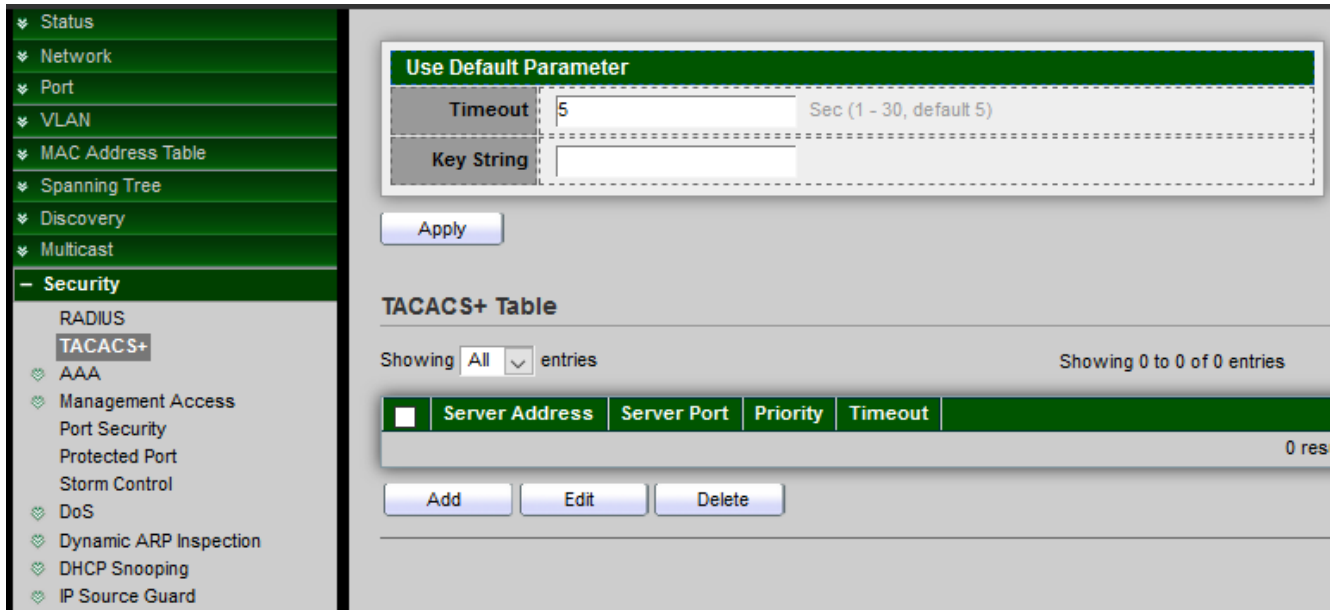 Status
Network
Port
VLAN
MAC Address Table
Spanning Tree
Discovery
Multicast
Security
RADIUS
TACACS+
AAA
Management Access
Port Security
Protected Port
Storm Control
DoS
Dynamic ARP Inspection
DHCP Snooping
IP Source Guard
Use Default Parameter
Timeout 5 Sec (1 - 30, default 5)
Key String
Apply
TACACS+ Table
Showing All entries Showing 0 to 0 of 0 entries
Server Address Server Port Priority Timeout
0
Add Edit Delete